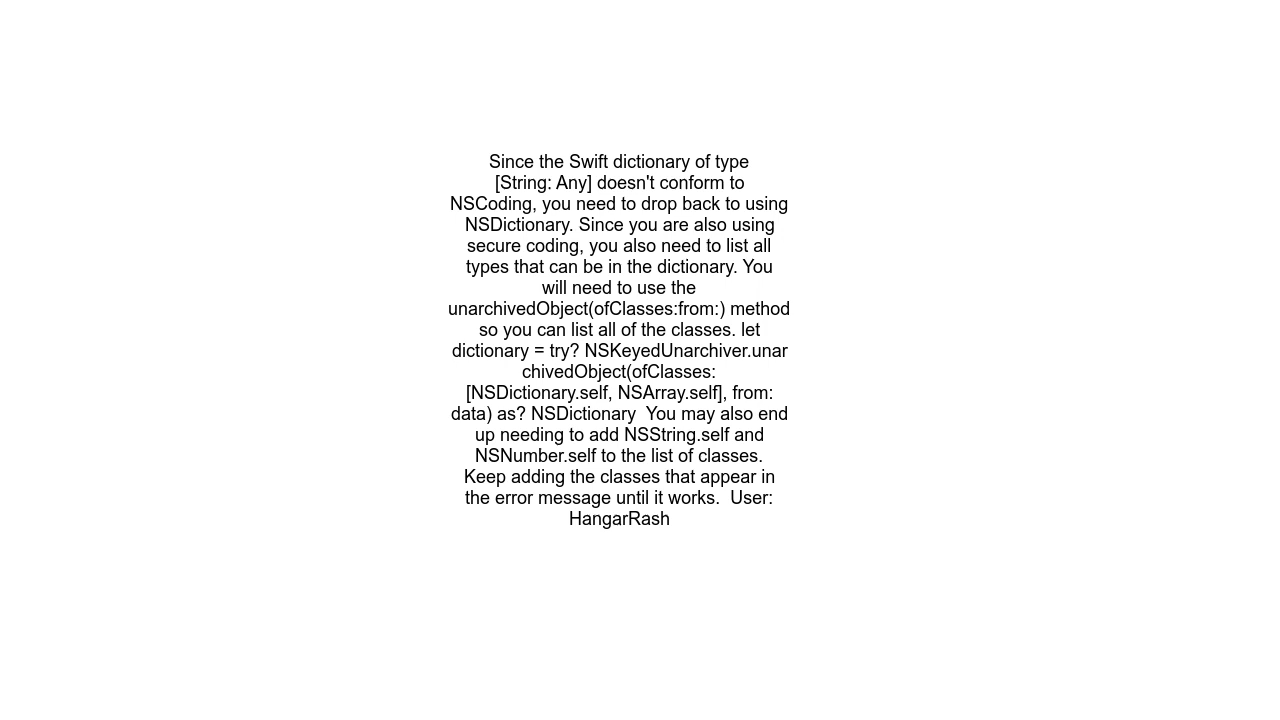 Since the Swift dictionary of type
[String: Any] doesn't conform to
NSCoding, you need to drop back to using
NSDictionary. Since you are also using
secure coding, you also need to list all
types that can be in the dictionary. You
will need to use the
unarchivedObject(ofClasses:from:) method
so you can list all of the classes. let
dictionary = try? NSKeyedUnarchiver.unar
chivedObject(ofClasses:
[NSDictionary.self, NSArray.self], from:
data) as? NSDictionary  You may also end
up needing to add NSString.self and
NSNumber.self to the list of classes.
Keep adding the classes that appear in
the error message until it works.  User:
HangarRash